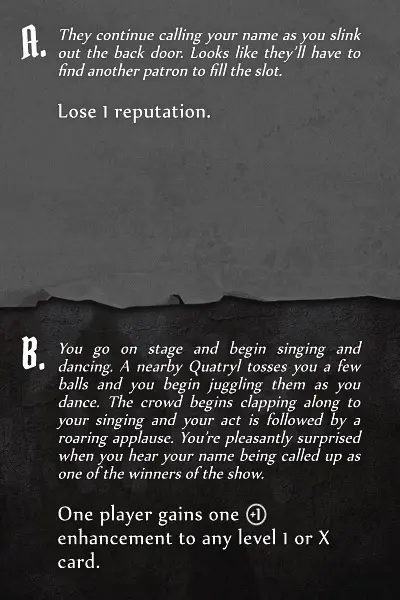 A.
They continue calling your name as you slink
out the back door. Looks like they'll have to
find another patron to fill the slot.
Lose 1 reputation.
B.
You go on stage and begin singing and
dancing. A nearby Quatryl tosses you a few
balls and you begin juggling them as you
dance. The crowd begins clapping along to
your singing and your act is followed by a
roaring applause. You're pleasantly surprised
when you hear your name being called up as
one of the winners of the show.
One player gains one +1
enhancement to any level 1 or X
card.